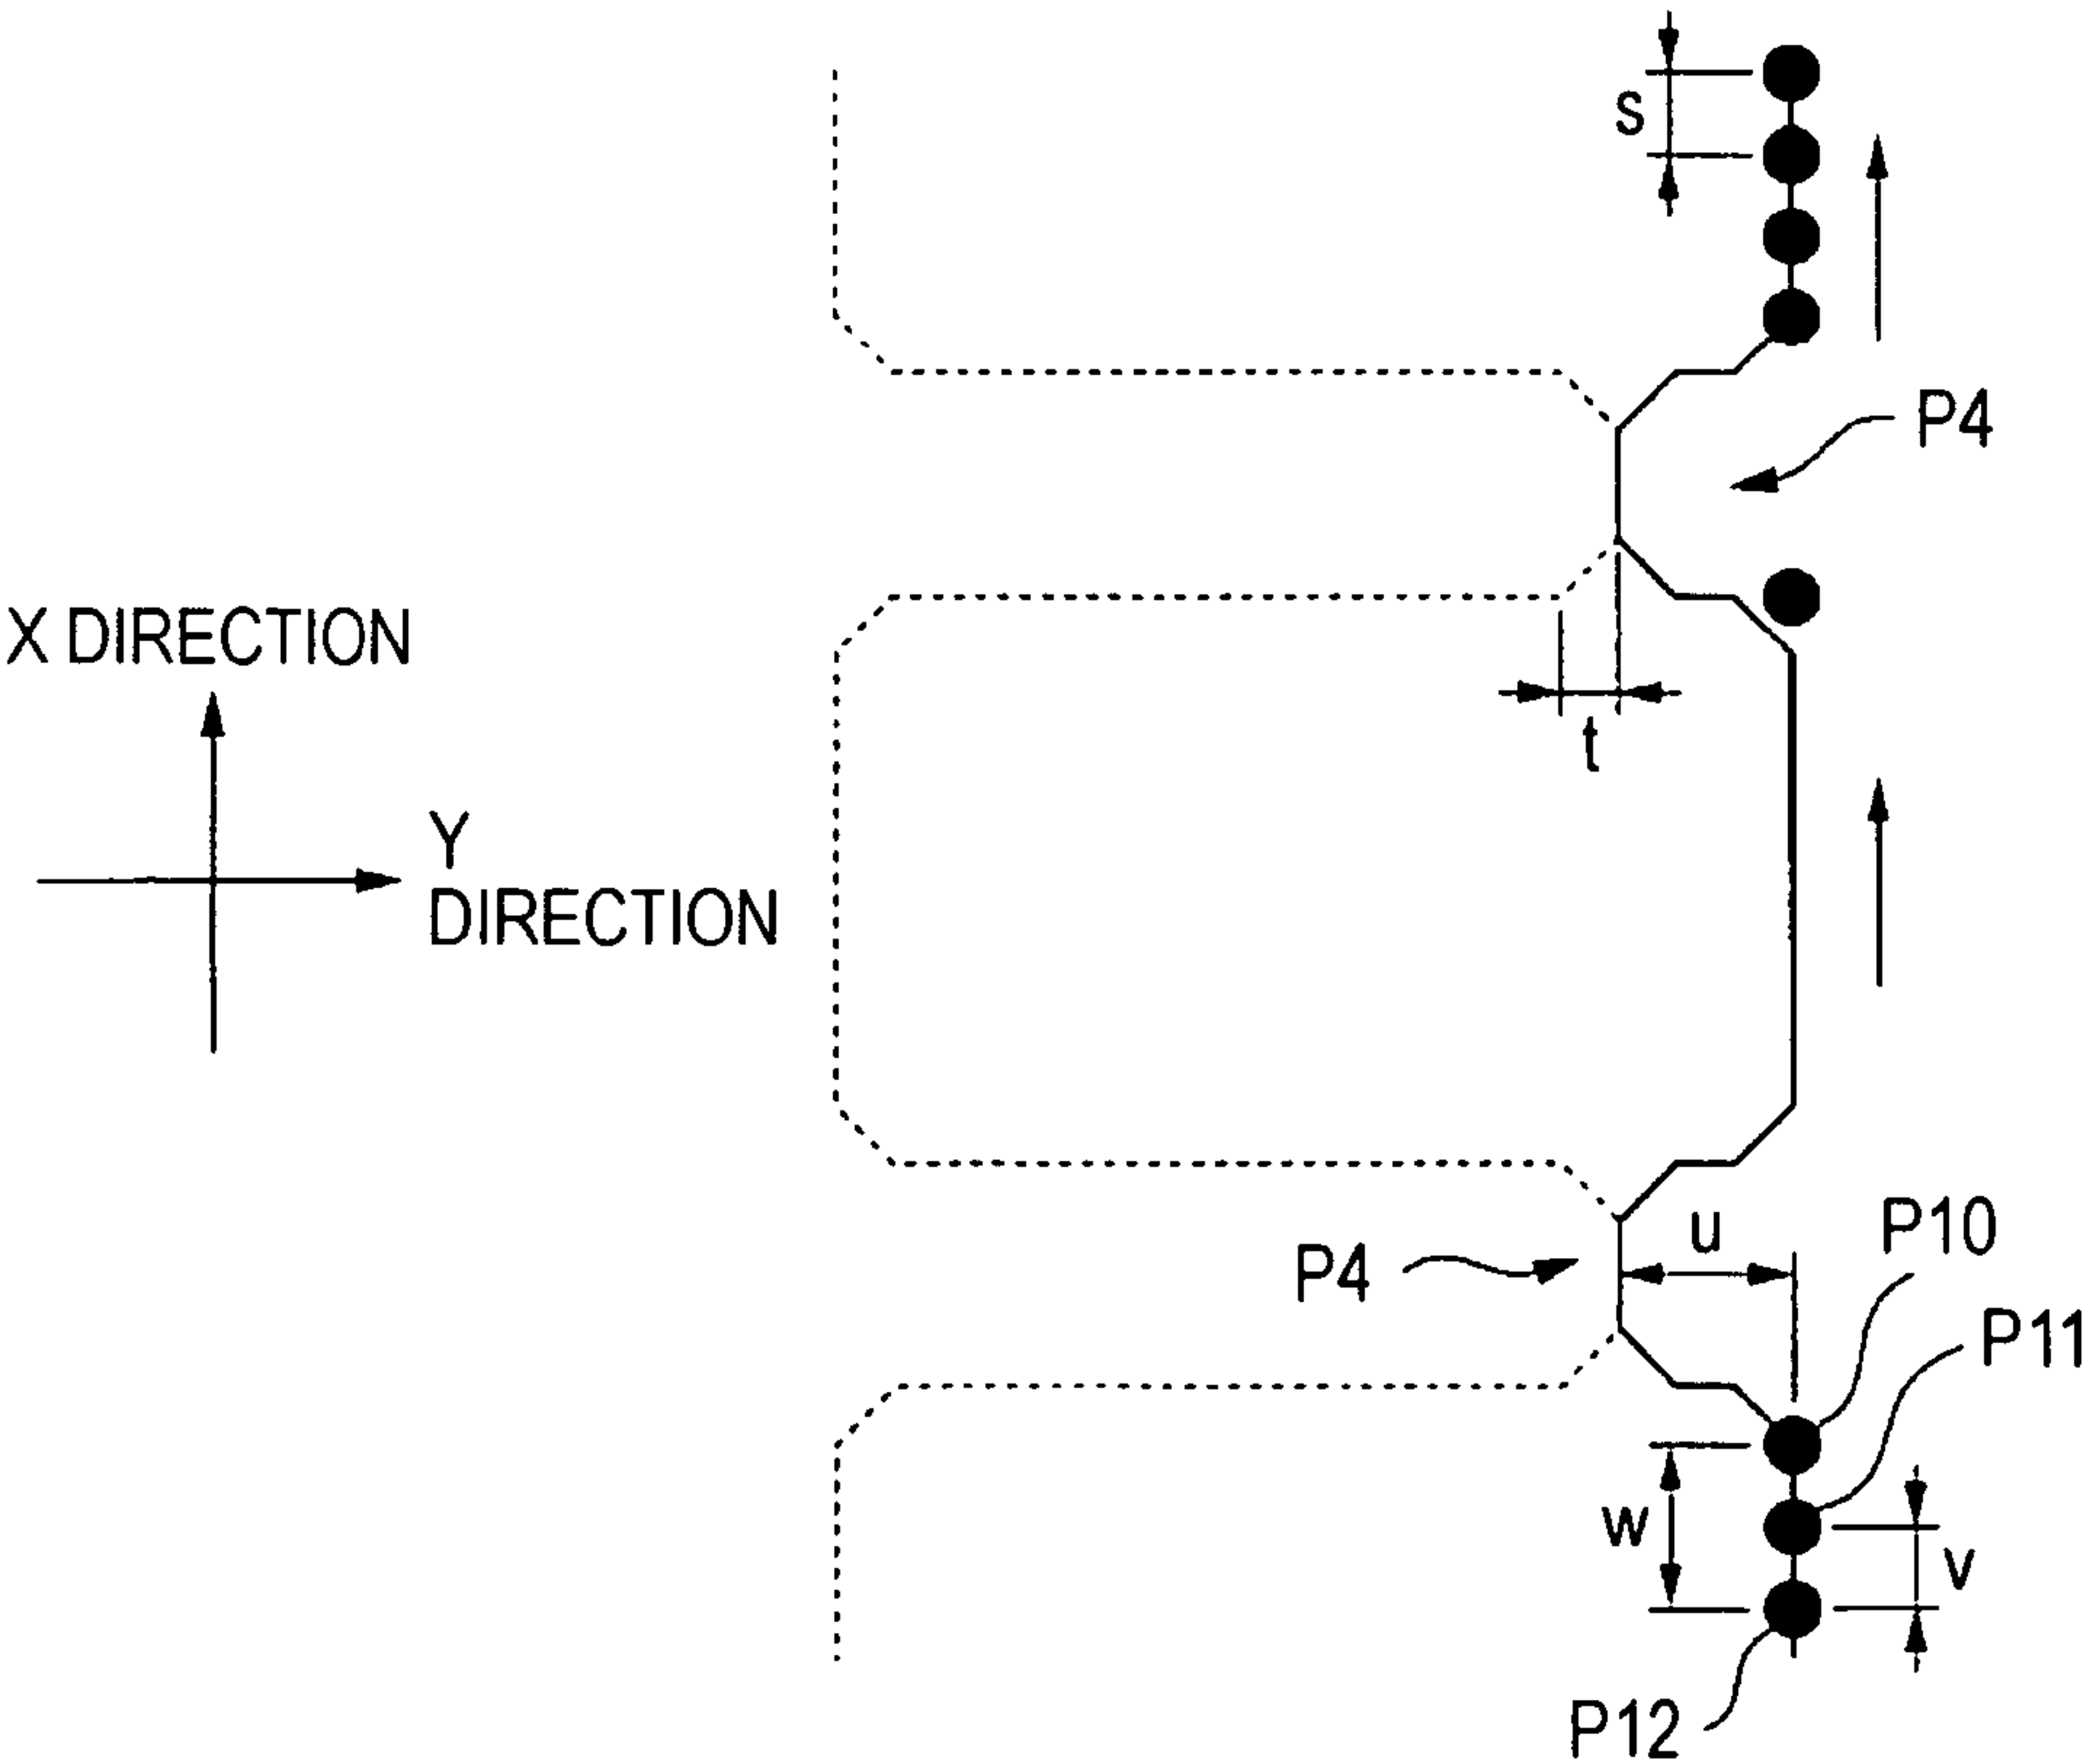 s
P4
X DIRECTION
t
Y
DIRECTION
P4
u
P10
P11
w
v
P12